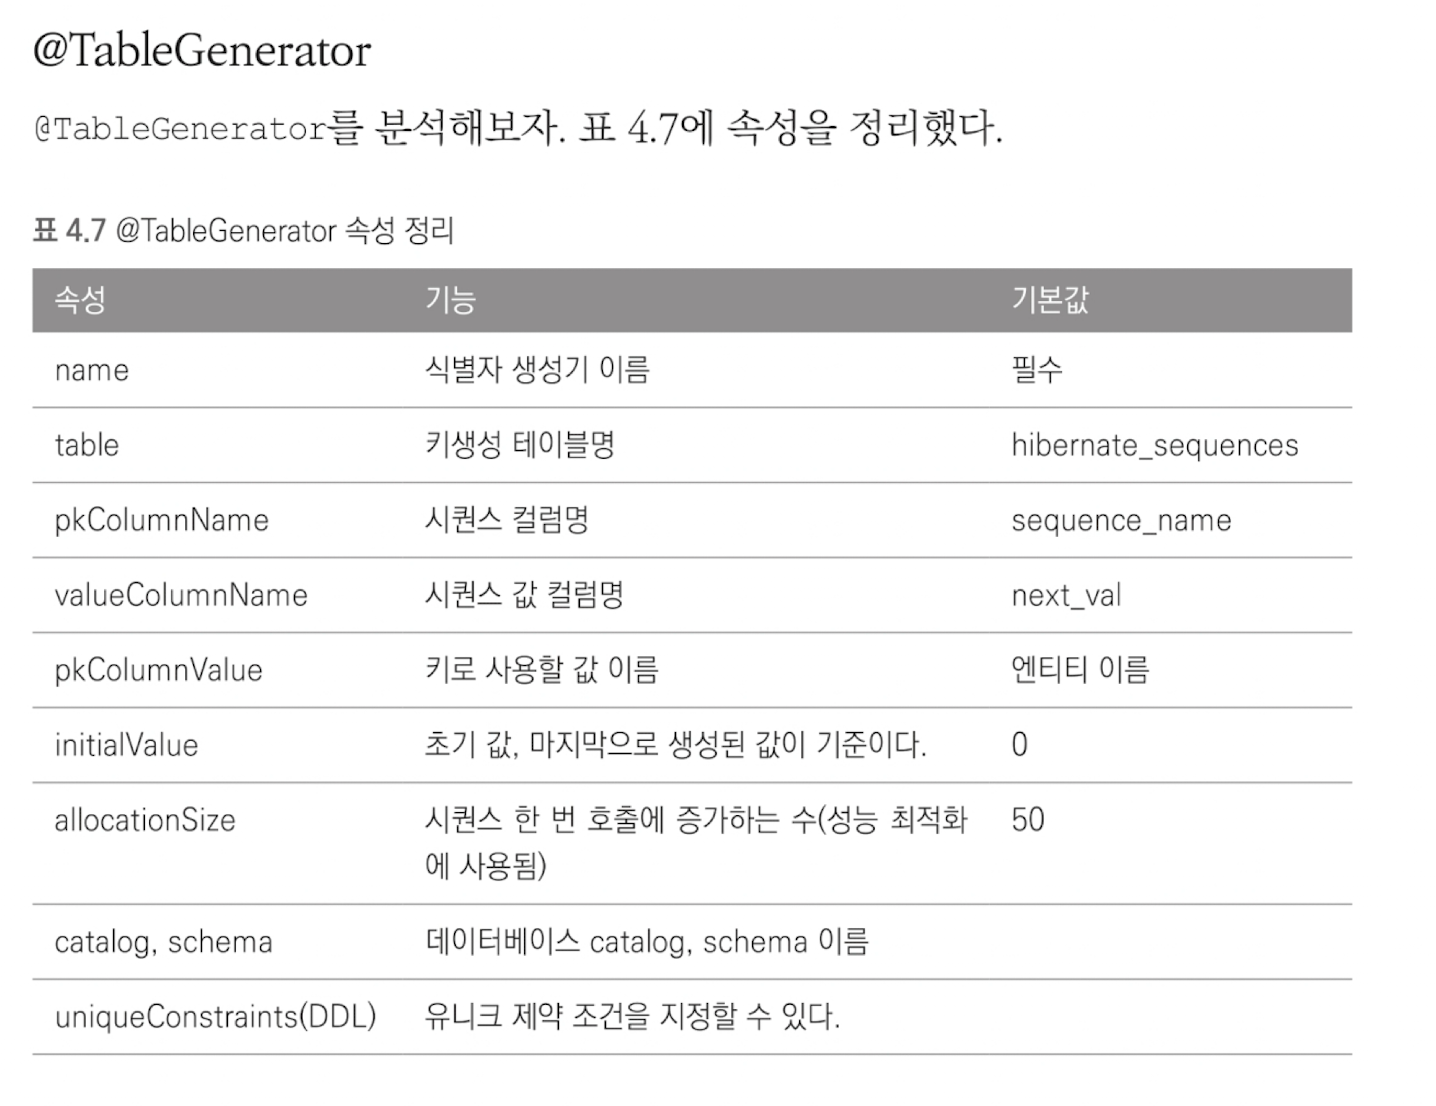 @TableGenerator
@TableGenerator를 분석해보자. 표 4.7에 속성을 정리했다.
표 4.7 @TableGenerator 속성 정리
속성 기능 기본값
name 식별자 생성기 이름 필수
table 키생성 테이블명 hibernate_sequences
pkColumnName 시퀀스 컬럼명 sequence_name
valueColumnName 시퀀스 값 컬럼명 next_val
pkColumnValue 키로 사용할 값 이름 엔티티 이름
initialValue 초기 값, 마지막으로 생성된 값이 기준이다. 0
allocationSize 시퀀스 한 번 호출에 증가하는 수(성능 최적화 50
에 사용됨)
catalog, schema 데이터베이스 catalog, schema 이름
uniqueConstraints(DDL) 유니크 제약 조건을 지정할 수 있다.